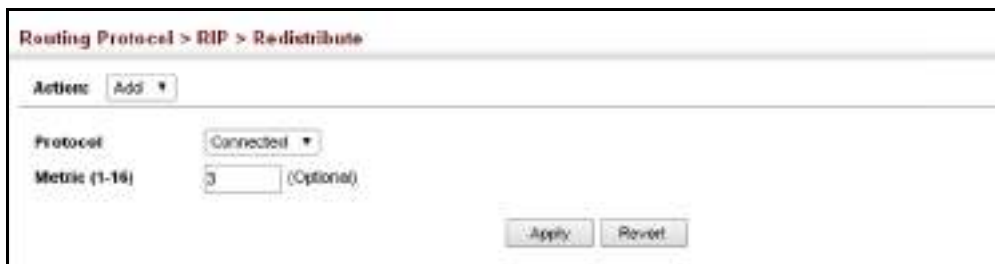 Routing Protocol > RIP > Redistribute
Action: Add
Protocol Connected
Metric (1-16) 3 (Optional)
Apply Revert